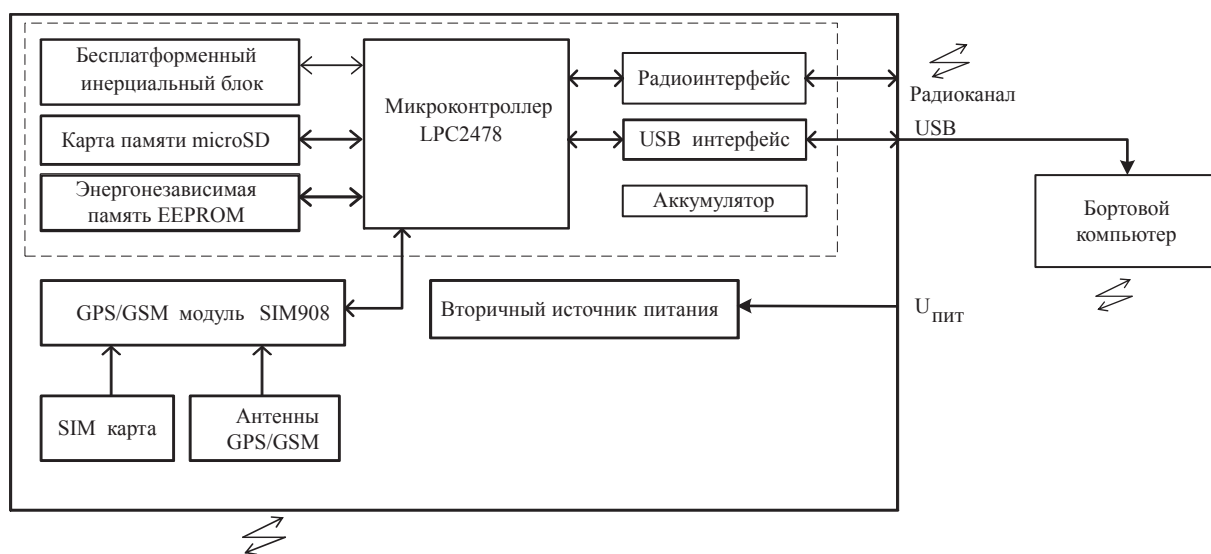 Бесплатформенный
инерциальный блок
Карта памяти microSD
Энергонезависимая
память EEPROM
Микроконтроллер
LPC2478
Радиоинтерфейс
USB интерфейс
Аккумулятор
Радиоканал
USB
Бортовой
компьютер
GPS/GSM модуль SIM908
Вторичный источник питания
Uпит
SIM карта
Антенны
GPS/GSM